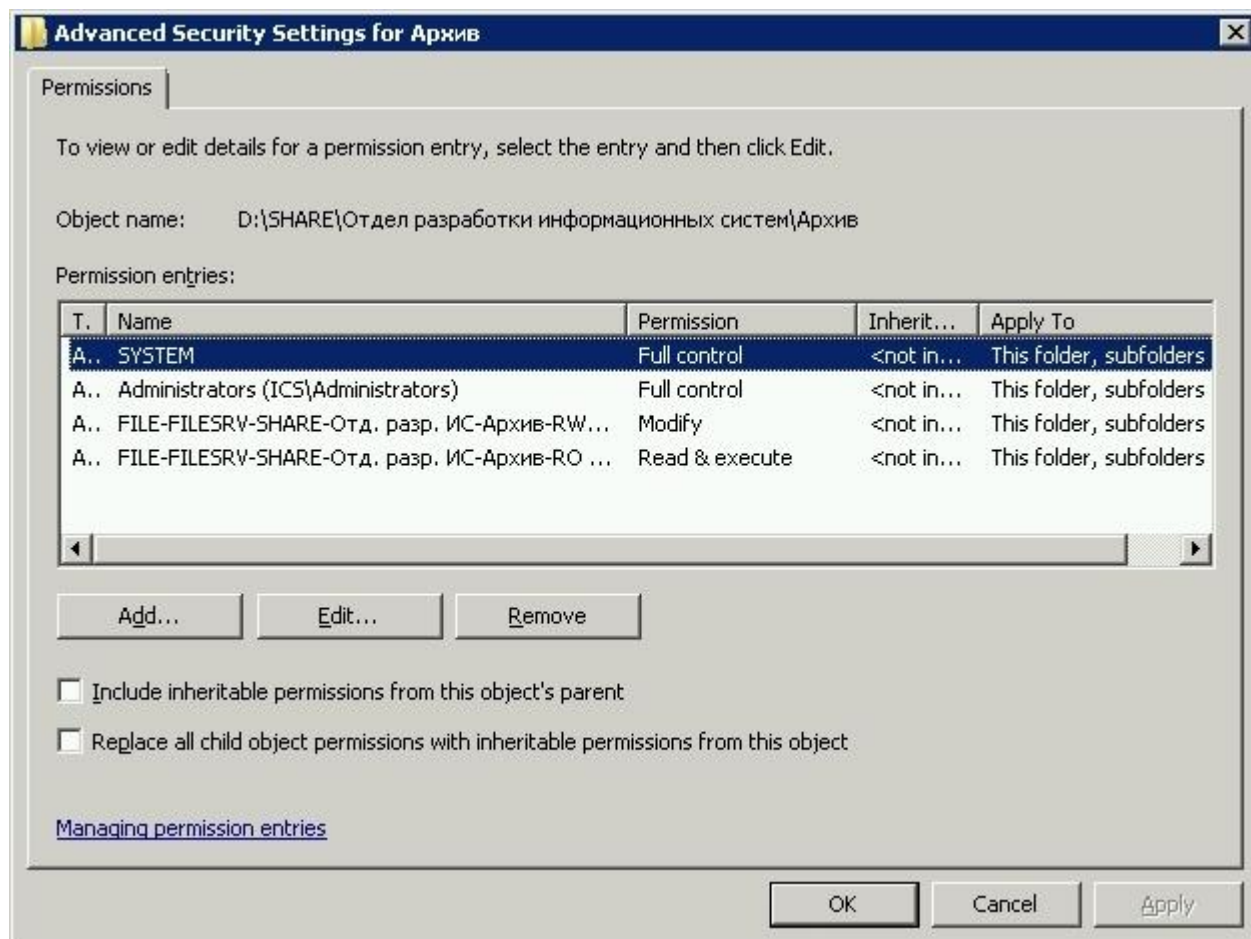 Advanced Security Settings for Архив
Permissions
To view or edit details for a permission entry, select the entry and then click Edit.
Object name: D:\SHARE\Отдел разработки информационных систем\Архив
Permission entries:
T. Name Permission Inherit... Apply To
A.. SYSTEM Full control <not in... This folder, subfolders
A.. Administrators (ICS\Administrators) Full control <not in... This folder, subfolders
A.. FILE-FILESRV-SHARE-Отд. разр. ИС-Архив-RW... Modify <not in... This folder, subfolders
A.. FILE-FILESRV-SHARE-Отд. разр. ИС-Архив-RO ... Read & execute <not in... This folder, subfolders
Add... Edit... Remove
Include inheritable permissions from this object's parent
Replace all child object permissions with inheritable permissions from this object
Managing permission entries
OK Cancel Apply